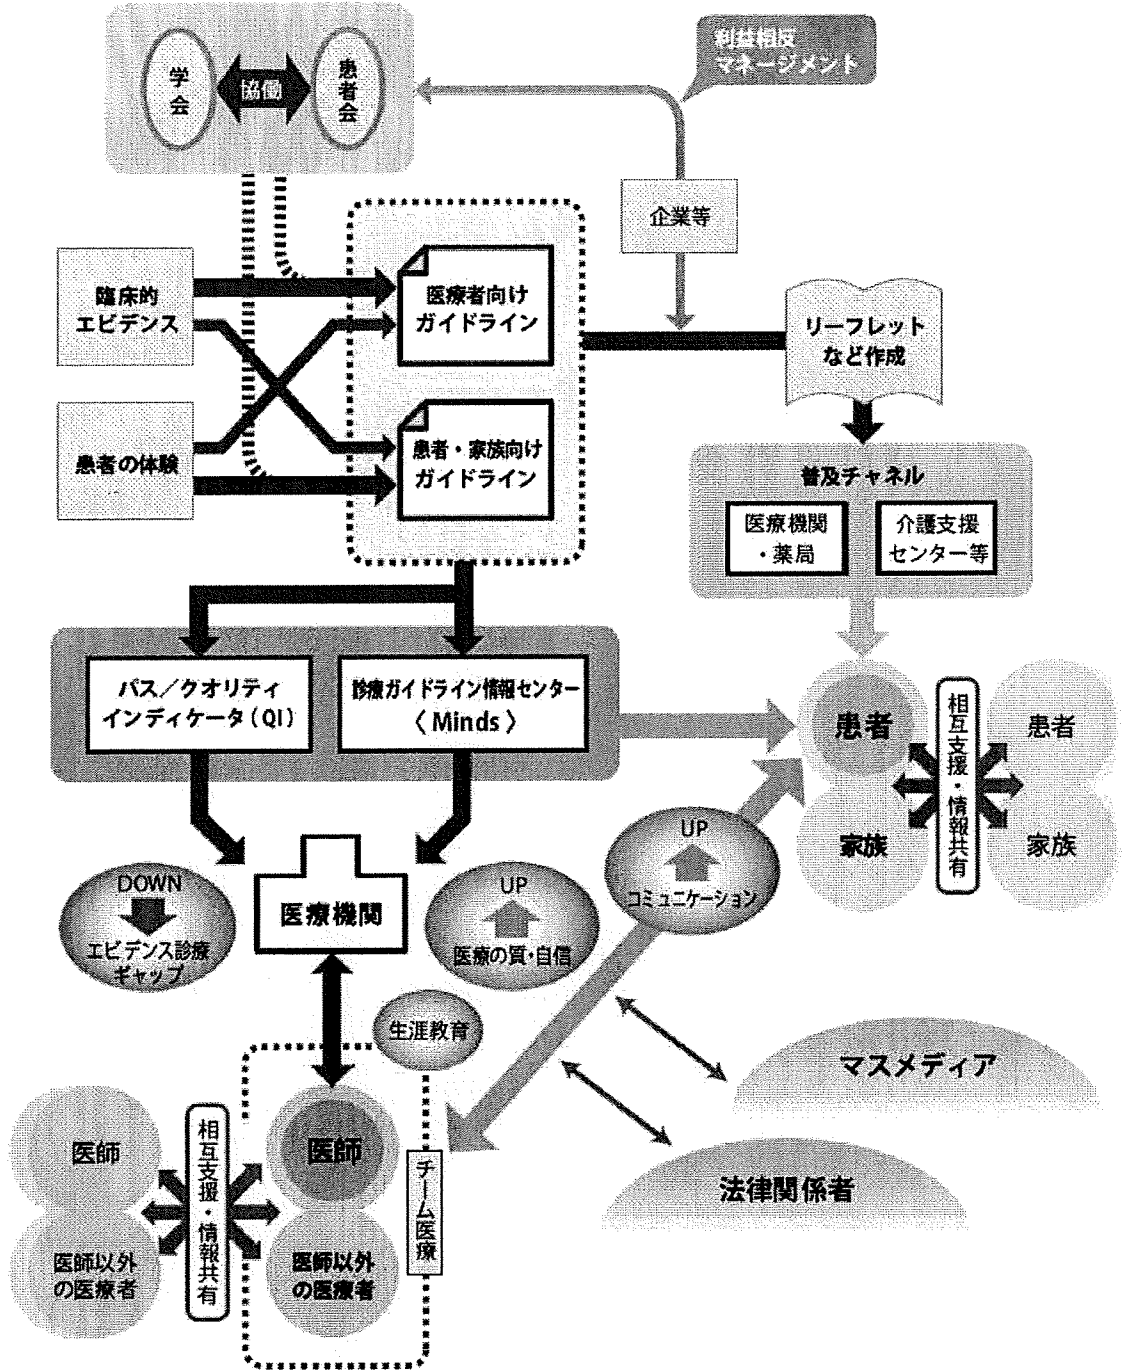 利益相反
マネージメント
学会
協働
患者会
企業等
臨床的
エビデンス
医療者向け
ガイドライン
リーフレット
など作成
患者の体験
患者・家族向け
ガイドライン
普及チャネル
医療機関
・薬局
介護支援
センター等
パス／クオリティ
インディケータ（QI）
診療ガイドライン情報センター
〈 Minds 〉
患者
家族
相互支援・情報共有
患者
家族
UP
コミュニケーション
DOWN
エビデンス診療
ギャップ
医療機関
UP
医療の質・自信
生涯教育
マスメディア
法律関係者
医師
医師以外
の医療者
相互支援・情報共有
医師
医師以外
の医療者
チーム医療